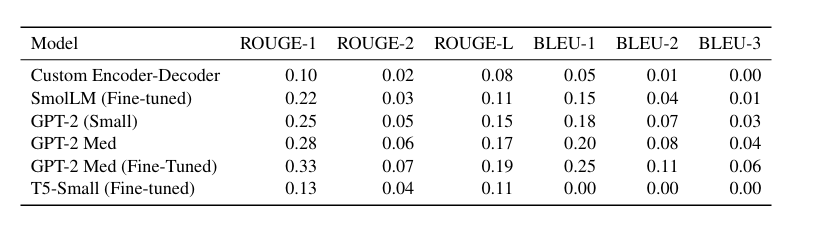 Model ROUGE-1 ROUGE-2 ROUGE-L BLEU-1 BLEU-2 BLEU-3
Custom Encoder-Decoder 0.10 0.02 0.08 0.05 0.01 0.00
SmolLM (Fine-tuned) 0.22 0.03 0.11 0.15 0.04 0.01
GPT-2 (Small) 0.25 0.05 0.15 0.18 0.07 0.03
GPT-2 Med 0.28 0.06 0.17 0.20 0.08 0.04
GPT-2 Med (Fine-Tuned) 0.33 0.07 0.19 0.25 0.11 0.06
T5-Small (Fine-tuned) 0.13 0.04 0.11 0.00 0.00 0.00